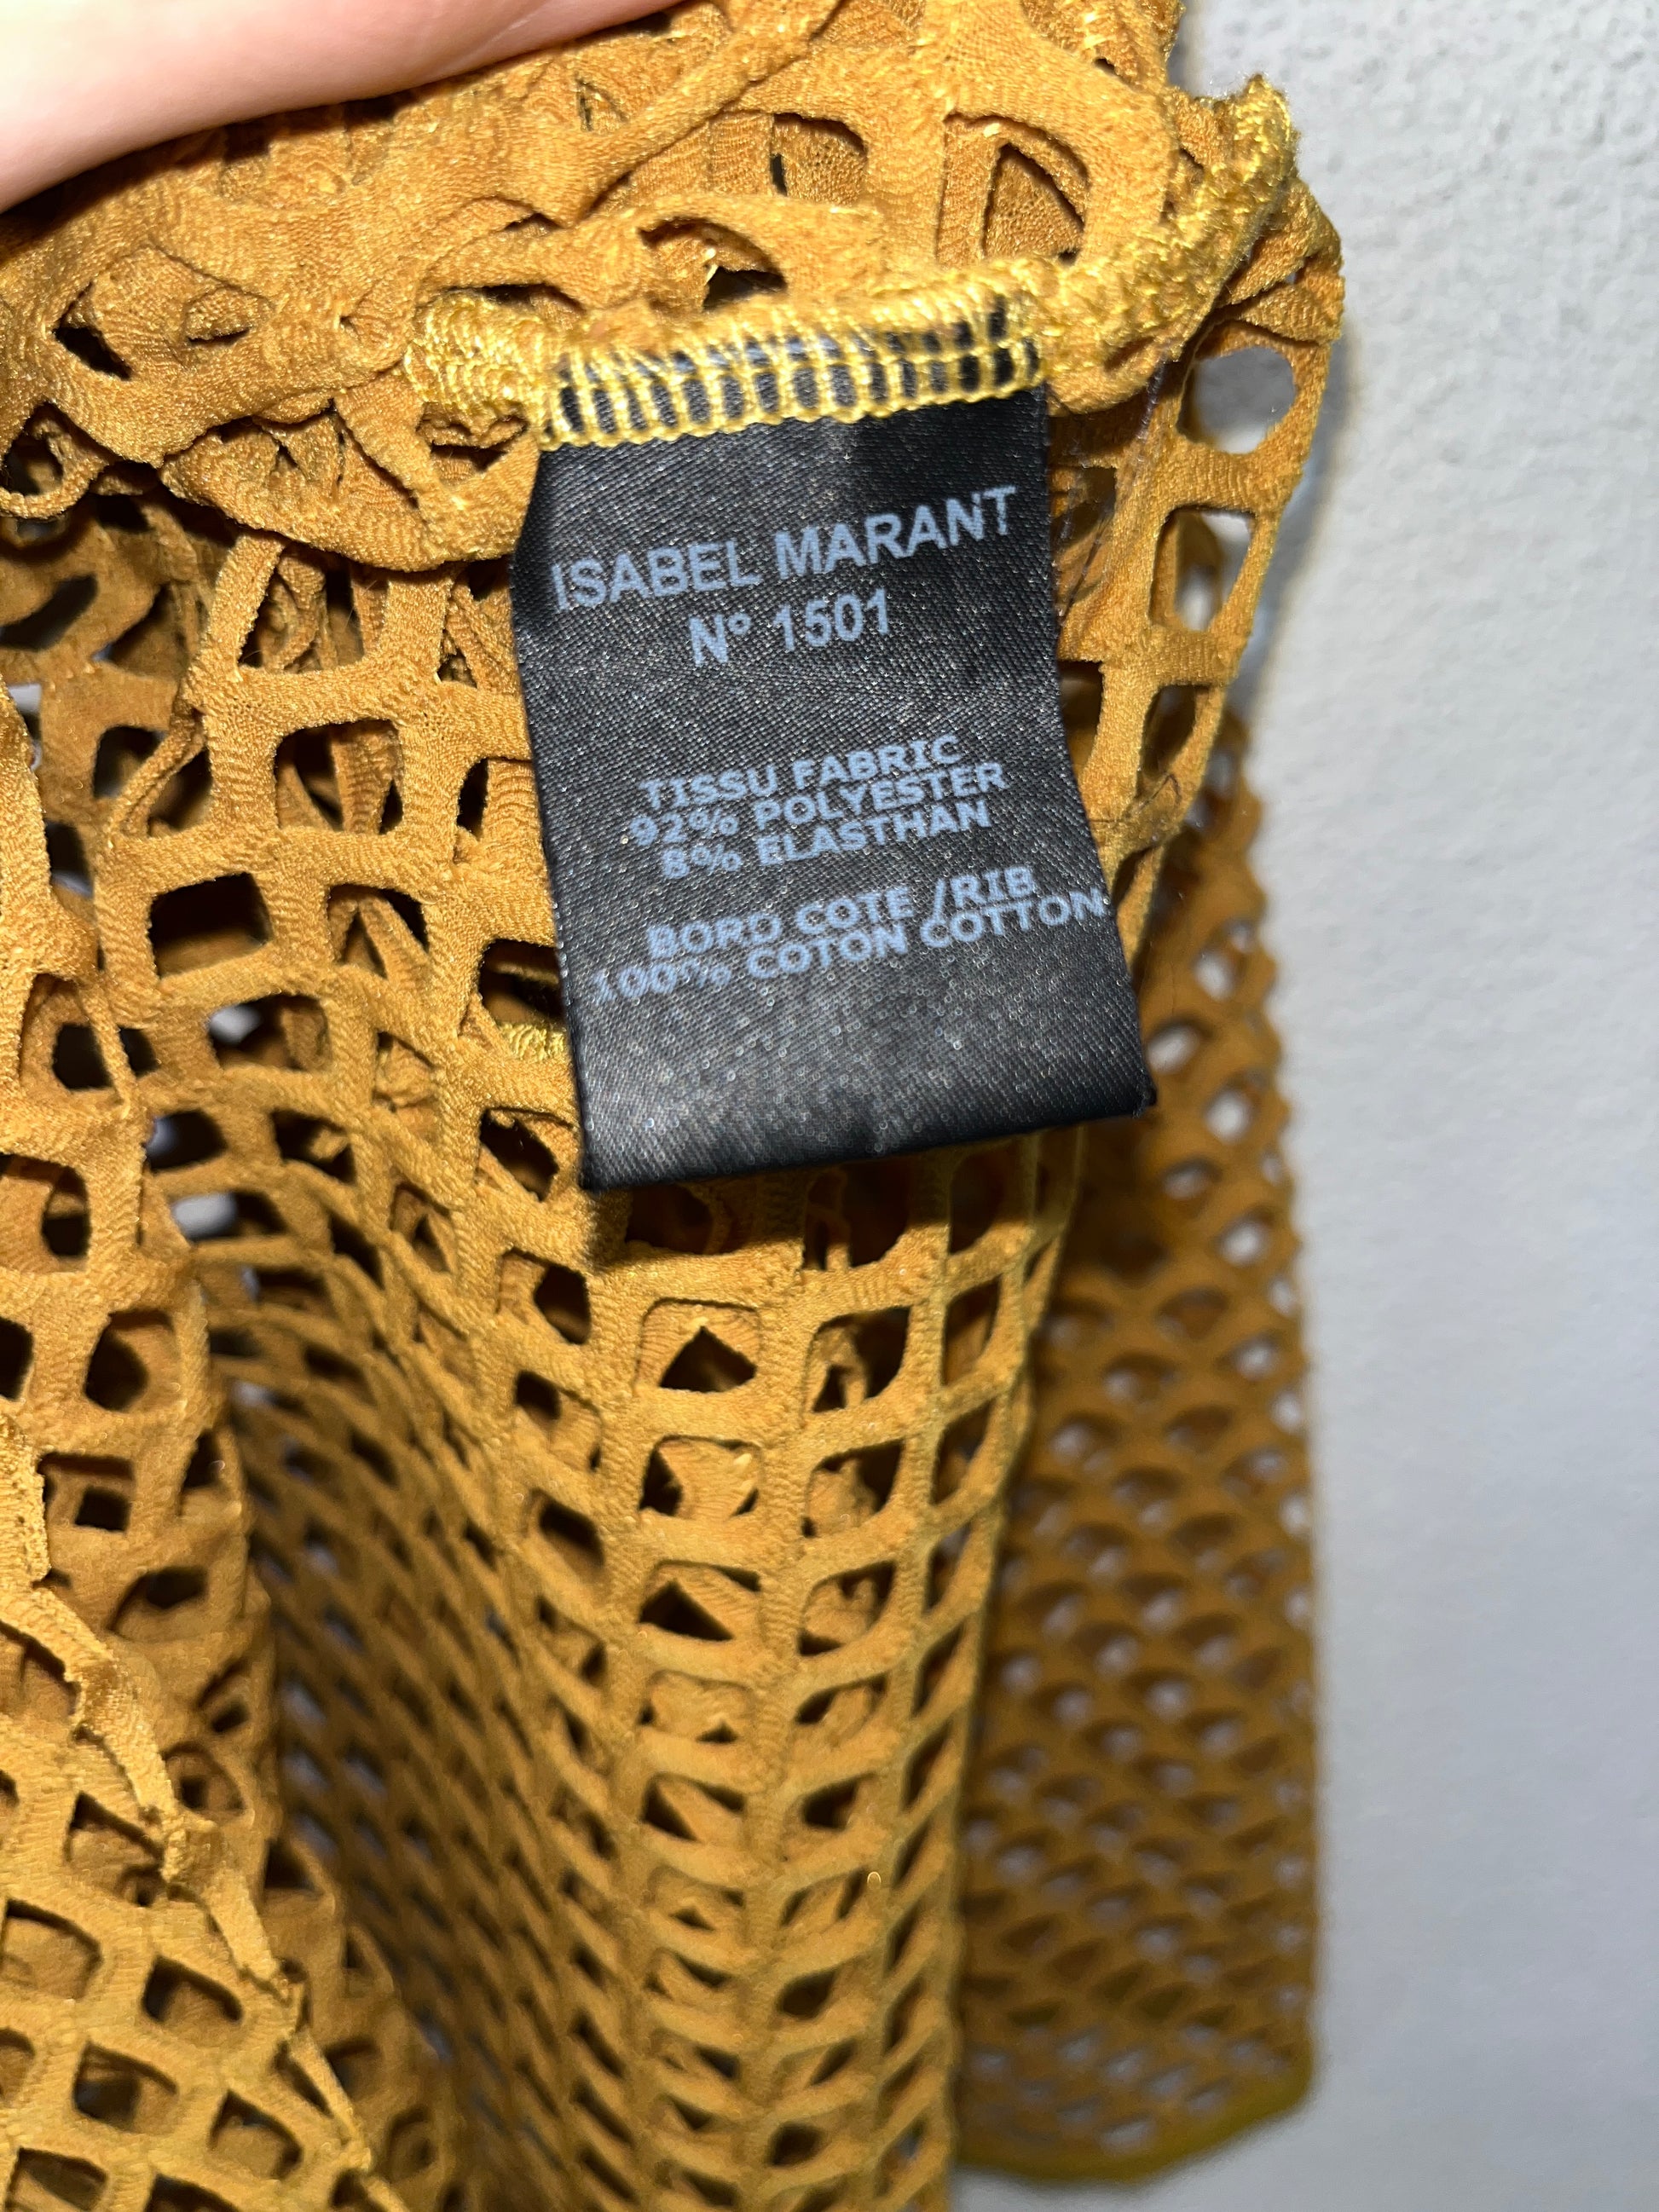 ISABEL MARANT
N° 1501
TISSU FABRIC
92% POLYESTER
8% ELASTHAN
BORD COTE /RIB
100% COTON COTTON